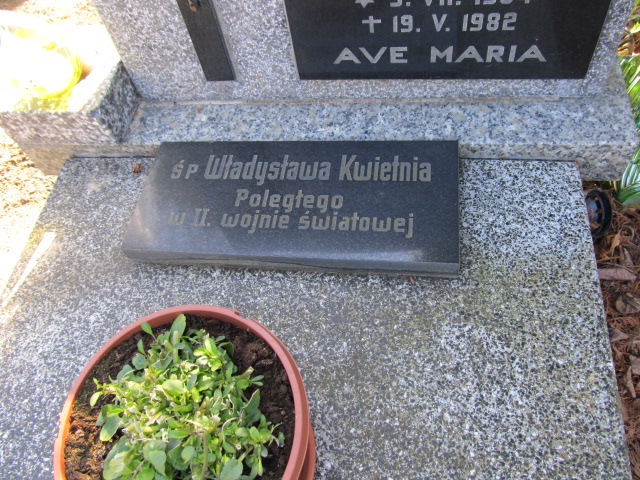 ✝ 19. V. 1982
AVE MARIA
ŚP Władysława Kwietnia
Poległego
w II. wojnie światowej